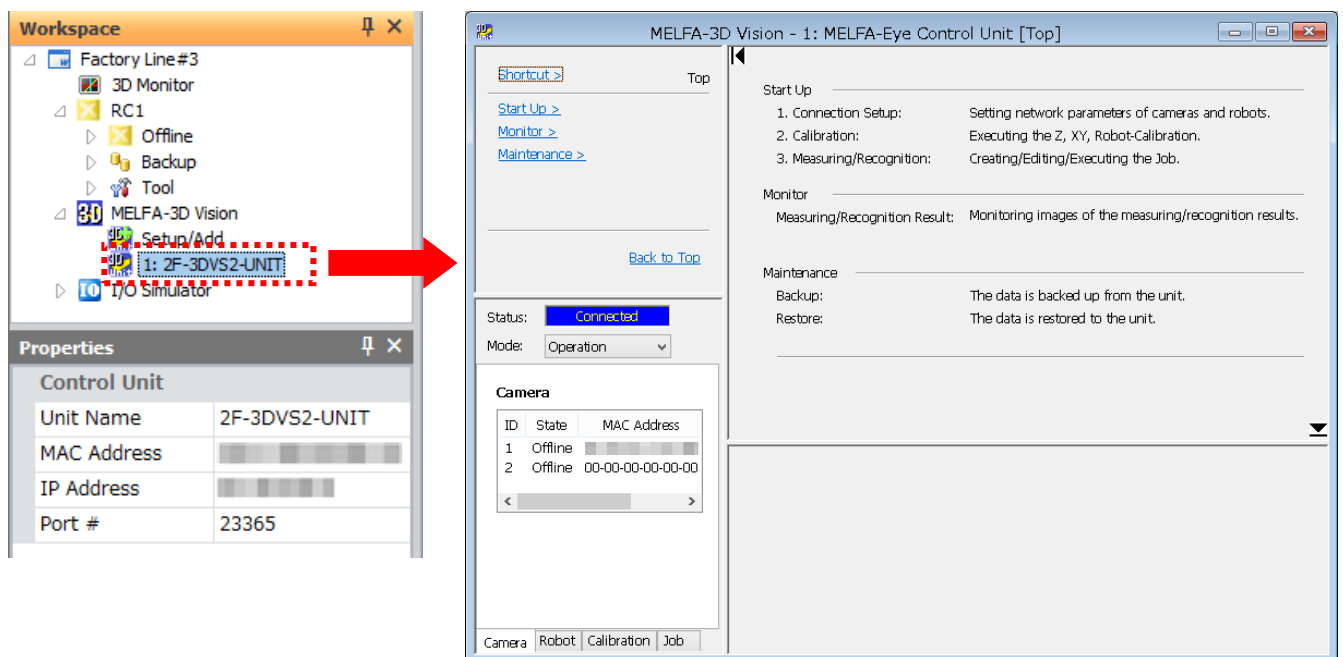 Workspace
Factory Line#3
3D Monitor
RC1
Offline
Backup
Tool
MELFA-3D Vision
Setup/Add
1: 2F-3DVS2-UNIT
I/O Simulator
Properties
Control Unit
Unit Name 2F-3DVS2-UNIT
MAC Address
IP Address
Port # 23365
MELFA-3D Vision - 1: MELFA-Eye Control Unit [Top]
Shortcut > Top
Start Up >
Monitor >
Maintenance >
Back to Top
Status: Connected
Mode: Operation
Camera
ID State MAC Address
1 Offline
2 Offline 00-00-00-00-00-00
Camera Robot Calibration Job
Start Up
1. Connection Setup: Setting network parameters of cameras and robots.
2. Calibration: Executing the Z, XY, Robot-Calibration.
3. Measuring/Recognition: Creating/Editing/Executing the Job.
Monitor
Measuring/Recognition Result: Monitoring images of the measuring/recognition results.
Maintenance
Backup: The data is backed up from the unit.
Restore: The data is restored to the unit.